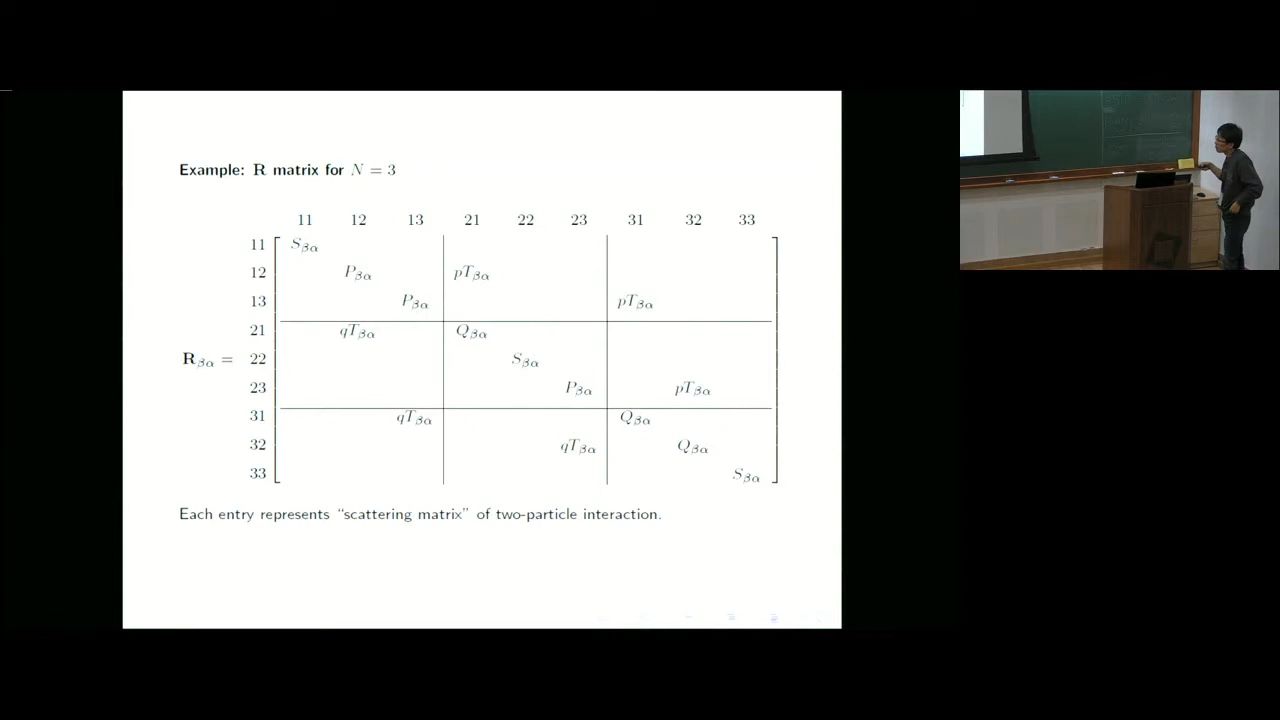 Example: R matrix for N = 3
11 12 13 21 22 23 31 32 33
11 S_{βα}
12 P_{βα} pT_{βα}
13 P_{βα} pT_{βα}
21 qT_{βα} Q_{βα}
R_{βα} = 22 S_{βα}
23 P_{βα} pT_{βα}
31 qT_{βα} Q_{βα}
32 qT_{βα} Q_{βα}
33 S_{βα}
Each entry represents “scattering matrix” of two-particle interaction.